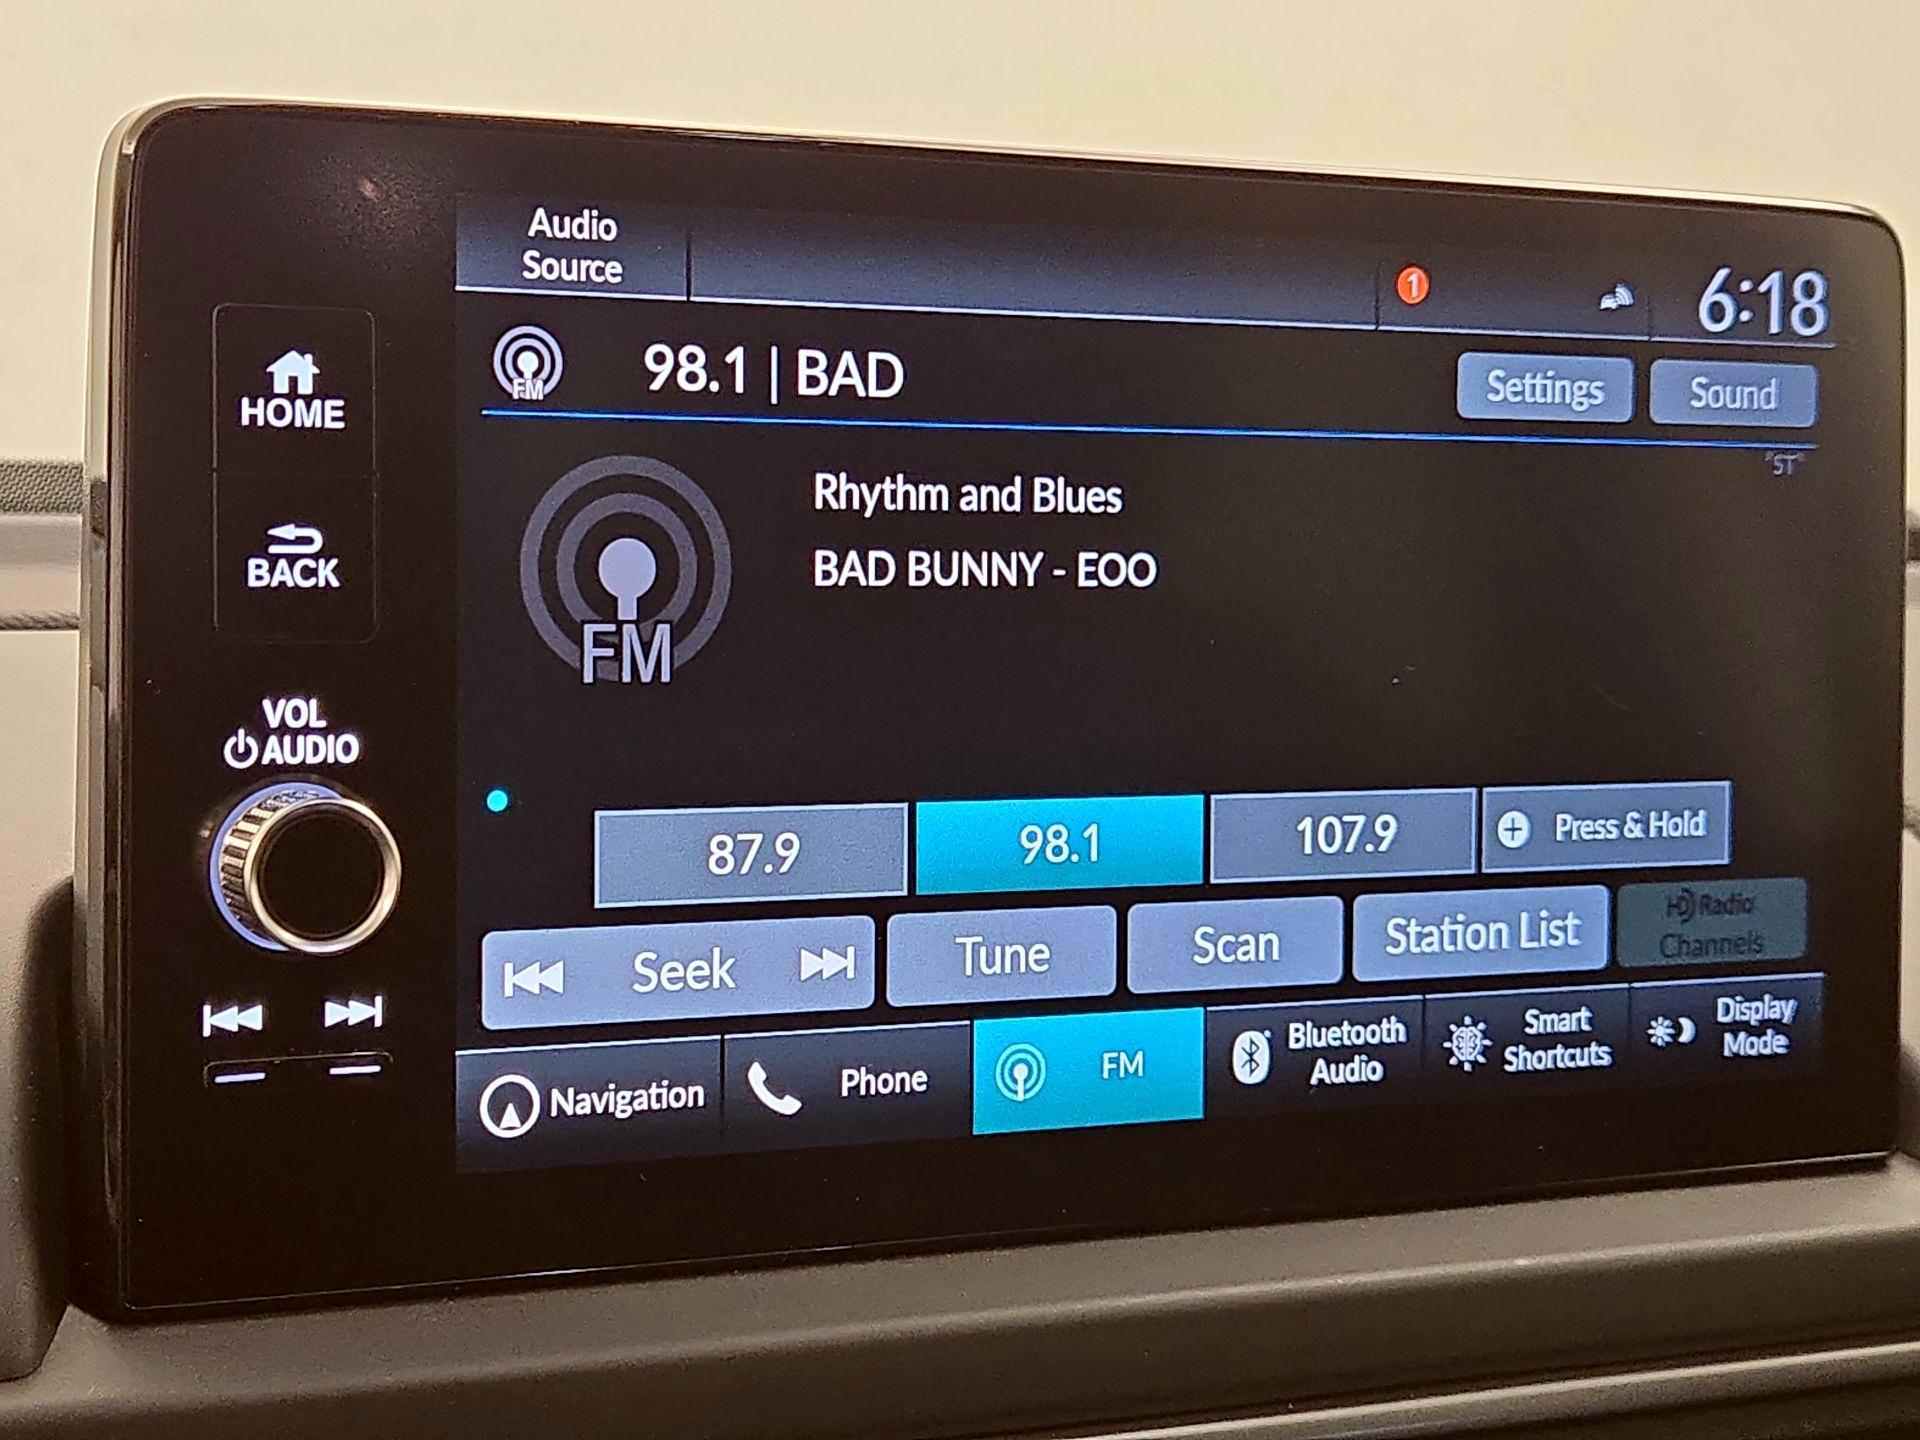 Audio
Source
1
6:18
FM
98.1 | BAD
Settings
Sound
HOME
"ST"
Rhythm and Blues
BAD BUNNY - EOO
FM
BACK
VOL
AUDIO
87.9
98.1
107.9
Press & Hold
Seek
Tune
Scan
Station List
HD Radio
Channels
Navigation
Phone
FM
Bluetooth
Audio
Smart
Shortcuts
Display
Mode